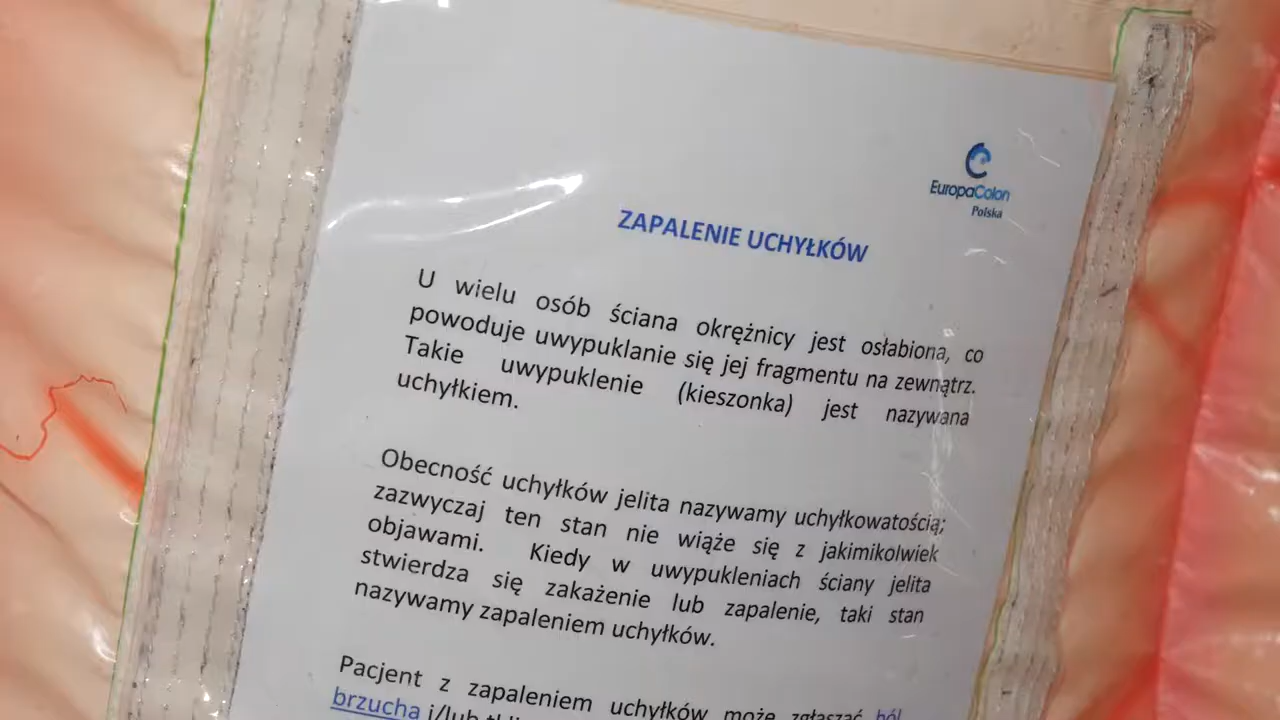 EuropaColon
Polska
ZAPALENIE UCHYŁKÓW
U wielu osób ściana okrężnicy jest osłabiona, co
powoduje uwypuklanie się jej fragmentu na zewnątrz.
Takie uwypuklenie (kieszonka) jest nazywana
uchyłkiem.
Obecność uchyłków jelita nazywamy uchyłkowatością;
zazwyczaj ten stan nie wiąże się z jakimikolwiek
objawami. Kiedy w uwypukleniach ściany jelita
stwierdza się zakażenie lub zapalenie, taki stan
nazywamy zapaleniem uchyłków.
Pacjent z zapaleniem uchyłków może zgłaszać ból
brzucha i/lub